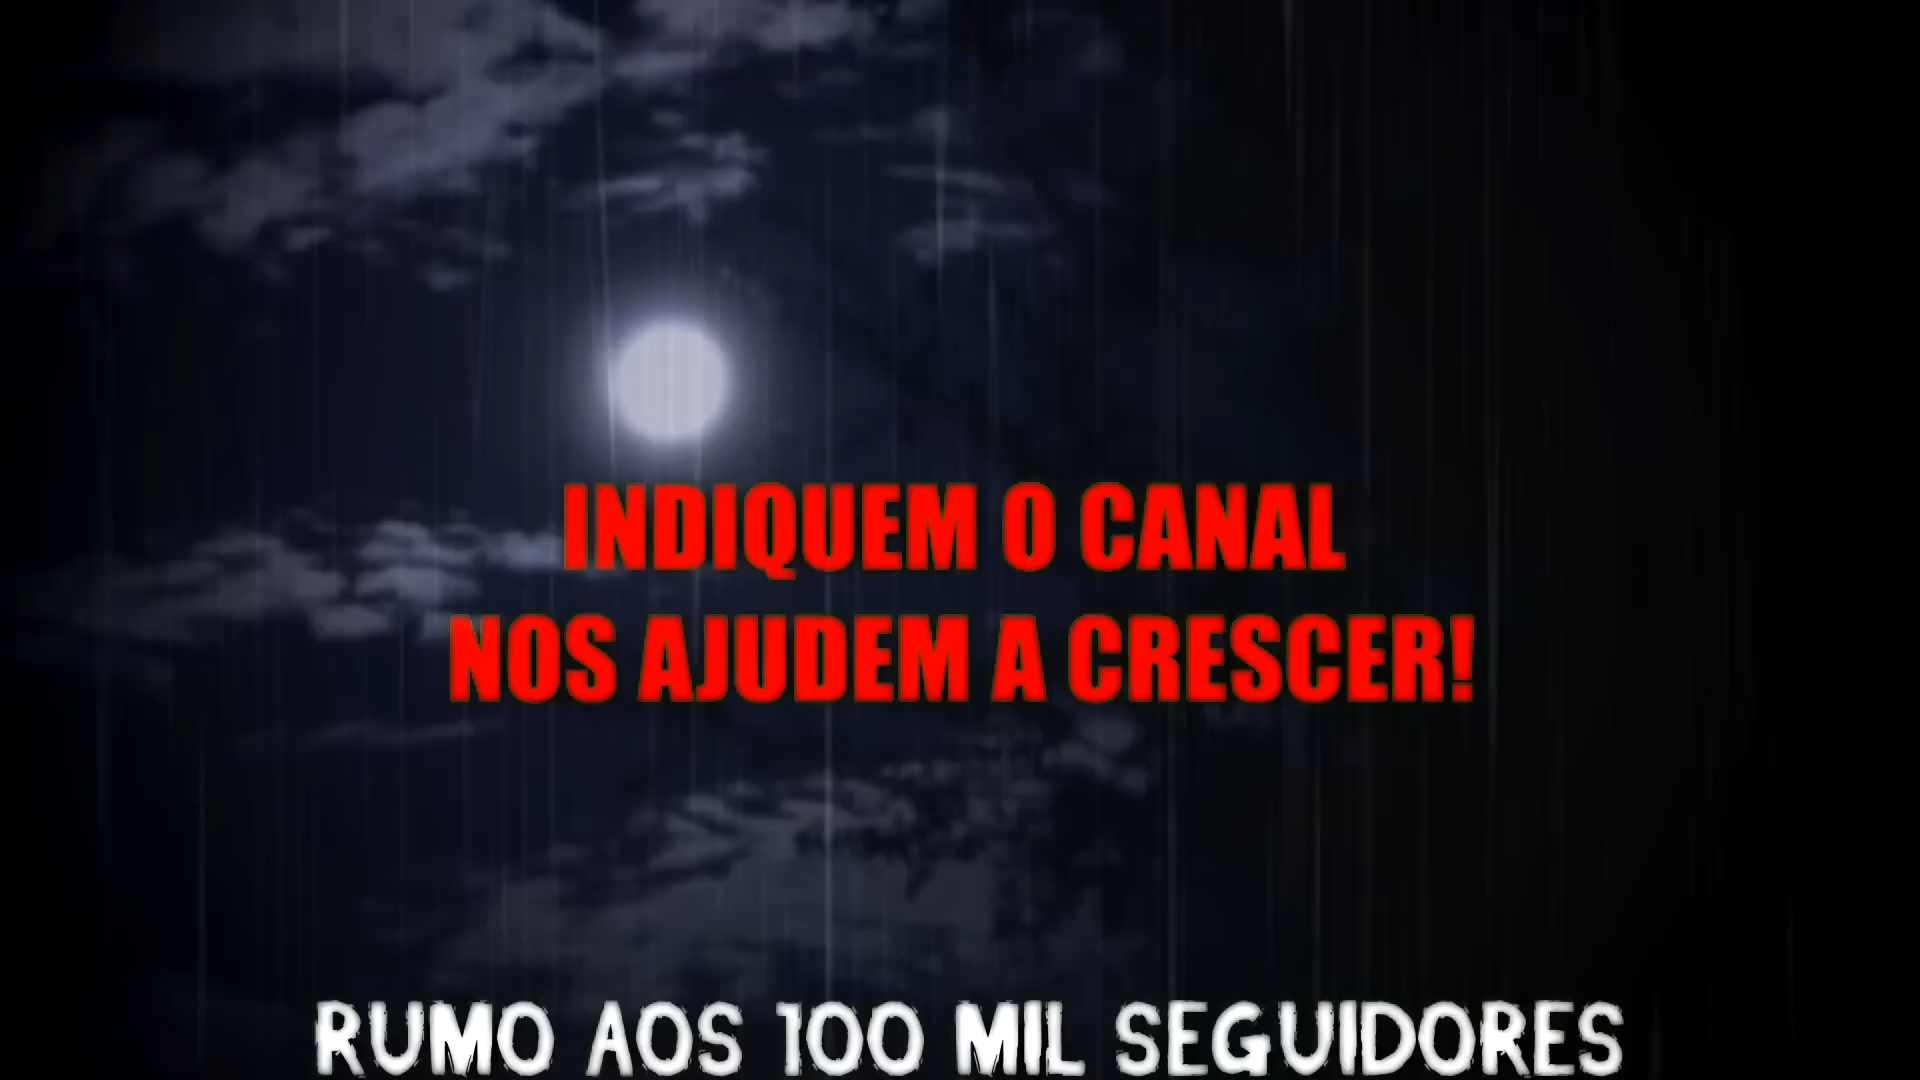 INDIQUEM O CANAL
NOS AJUDEM A CRESCER!
RUMO AOS 100 MIL SEGUIDORES